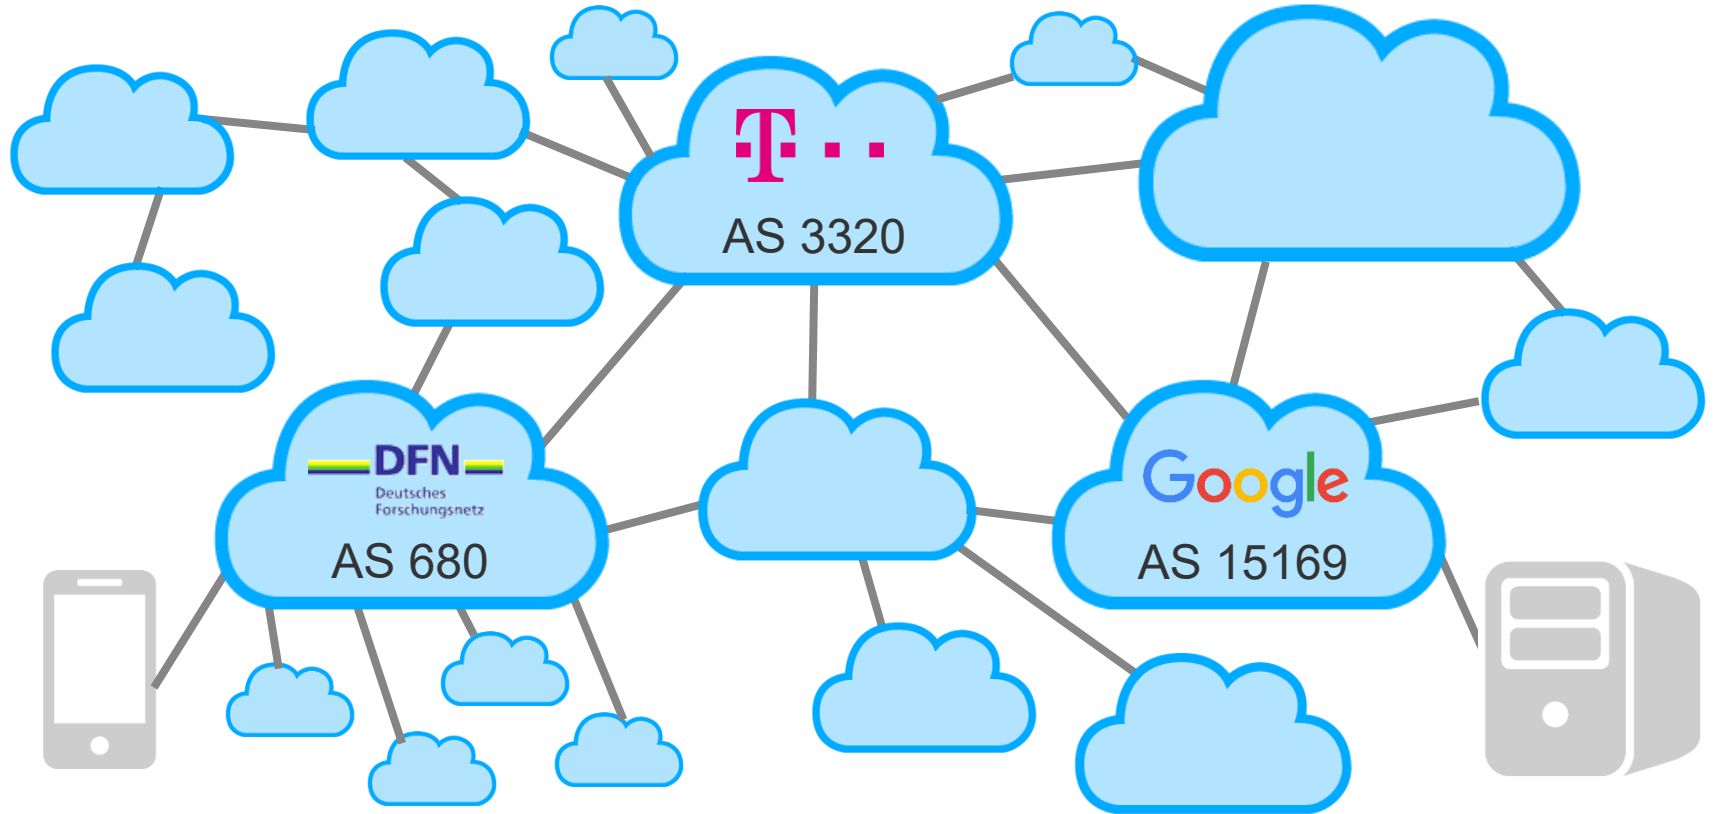 T
AS 3320
DFN
Deutsches
Forschungsnetz
AS 680
Google
AS 15169